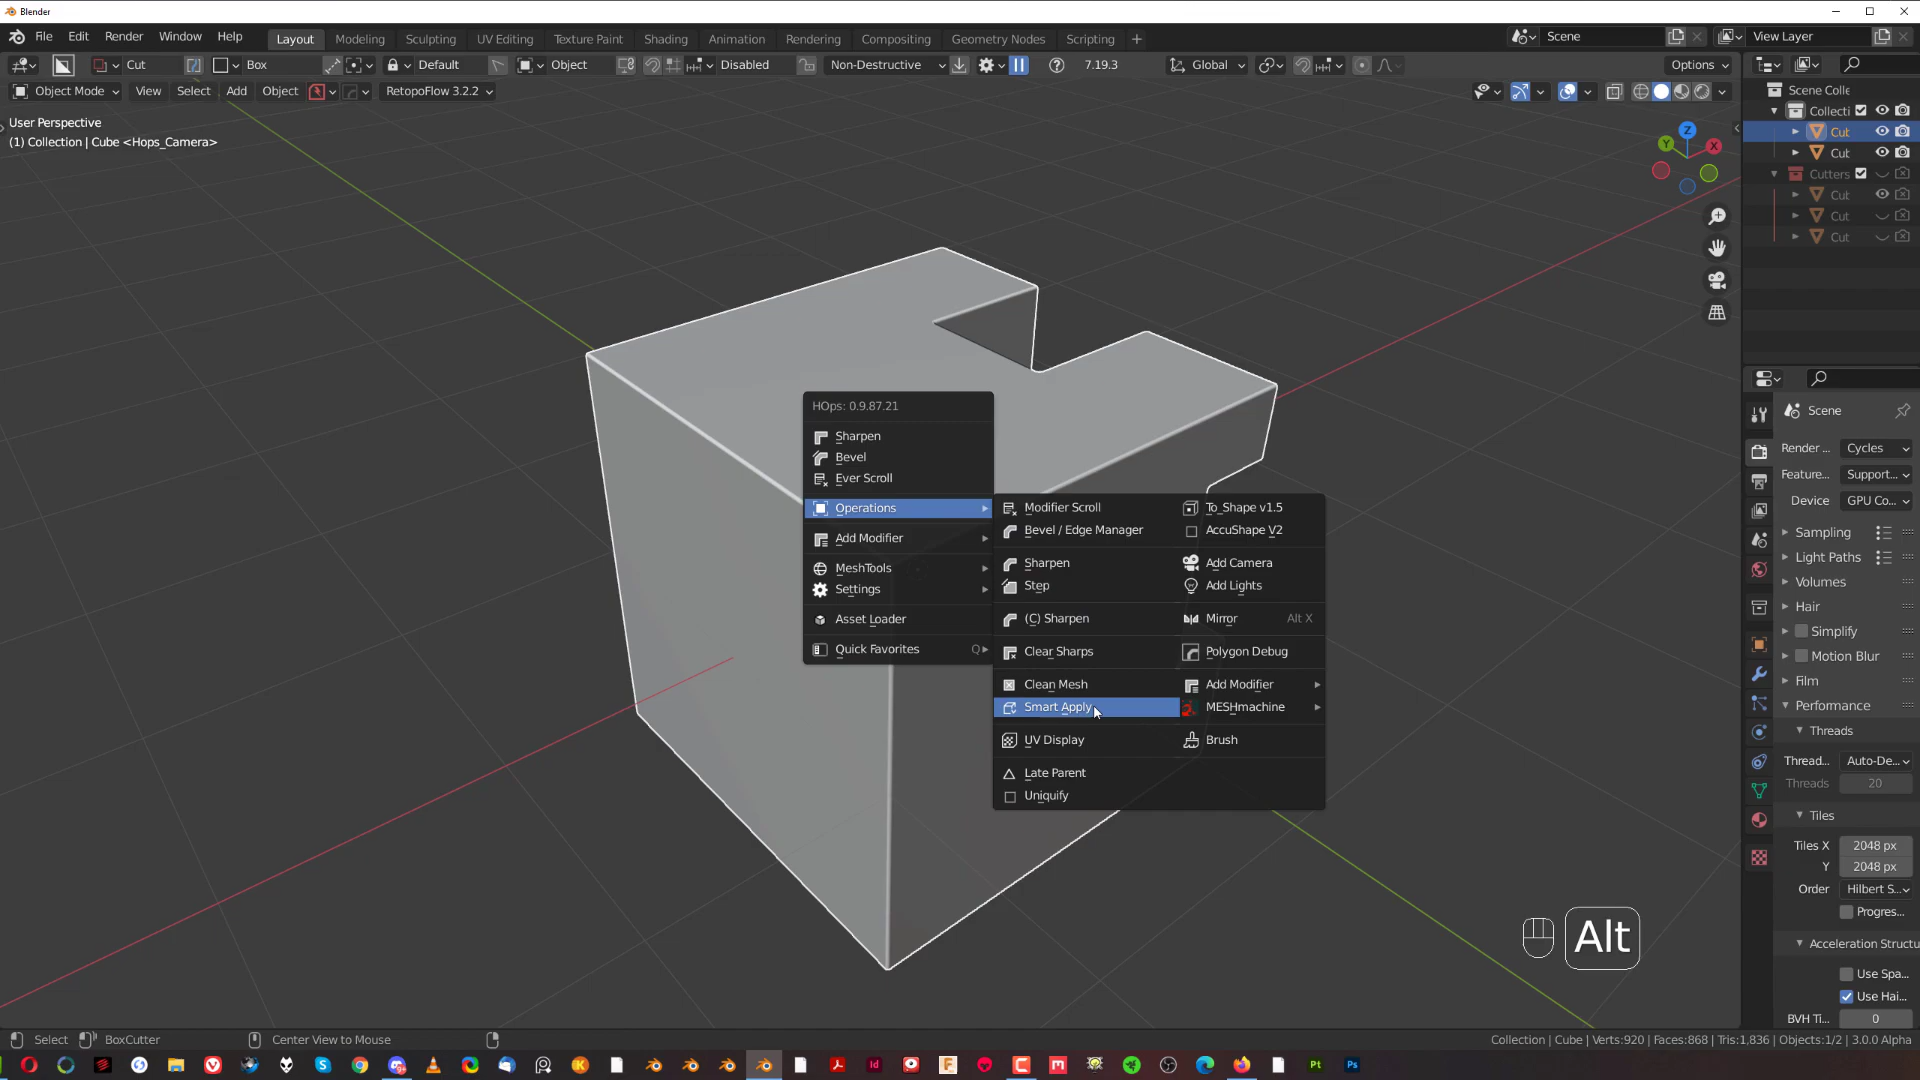 Blender
File Edit Render Window Help
Layout Modeling Sculpting UV Editing Texture Paint Shading Animation Rendering Compositing Geometry Nodes Scripting +
Scene View Layer
Cut Box Default Object Disabled Non-Destructive 7.19.3 Global Options
Object Mode View Select Add Object RetopoFlow 3.2.2
User Perspective
(1) Collection | Cube <Hops_Camera>
Z
Y
X
HOps: 0.9.87.21
Sharpen
Bevel
Ever Scroll
Operations
Add Modifier
MeshTools
Settings
Asset Loader
Quick Favorites Q
Modifier Scroll
Bevel / Edge Manager
Sharpen
Step
(C) Sharpen
Clear Sharps
Clean Mesh
Smart Apply
UV Display
Late Parent
Uniquify
To_Shape v1.5
AccuShape V2
Add Camera
Add Lights
Mirror Alt X
Polygon Debug
Add Modifier
MESHmachine
Brush
Scene Colle
Collecti
Cut
Cut
Cutters
Cut
Cut
Cut
Scene
Render ... Cycles
Feature... Support...
Device GPU Co...
Sampling
Light Paths
Volumes
Hair
Simplify
Motion Blur
Film
Performance
Threads
Thread... Auto-De...
Threads 20
Tiles
Tiles X 2048 px
Y 2048 px
Order Hilbert S...
Progres...
Acceleration Structu
Use Spa...
Use Hai...
BVH Ti... 0
Alt
Select BoxCutter Center View to Mouse
Collection | Cube | Verts:920 | Faces:868 | Tris:1,836 | Objects:1/2 | 3.0.0 Alpha
Id
F
m
Pt
Ps